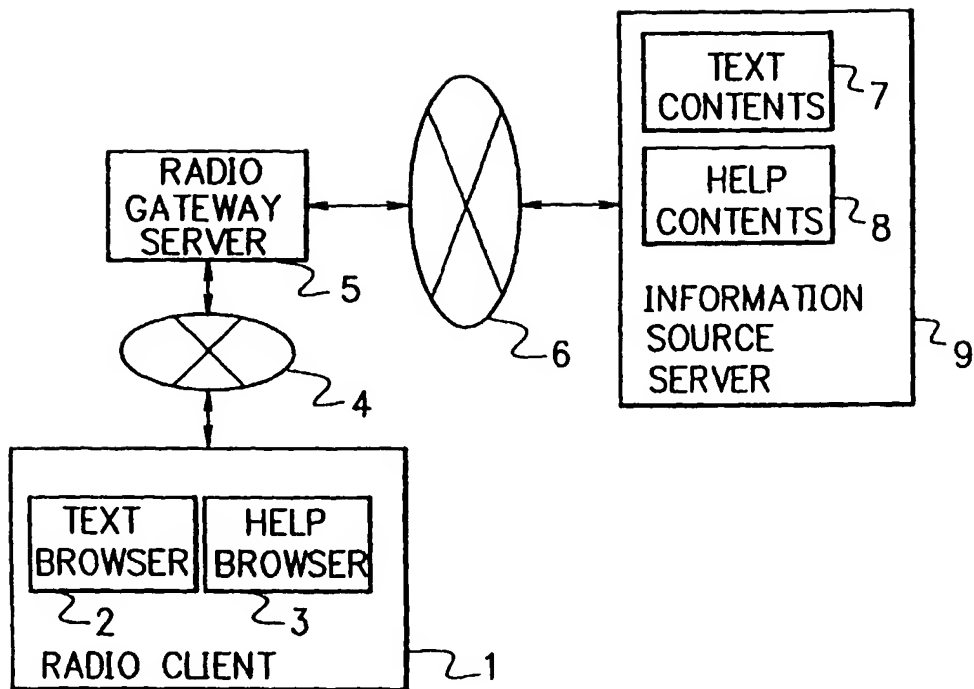 TEXT
CONTENTS
7
HELP
CONTENTS
8
INFORMATION
SOURCE
SERVER
9
RADIO
GATEWAY
SERVER
5
6
4
TEXT
BROWSER
2
HELP
BROWSER
3
RADIO CLIENT
1